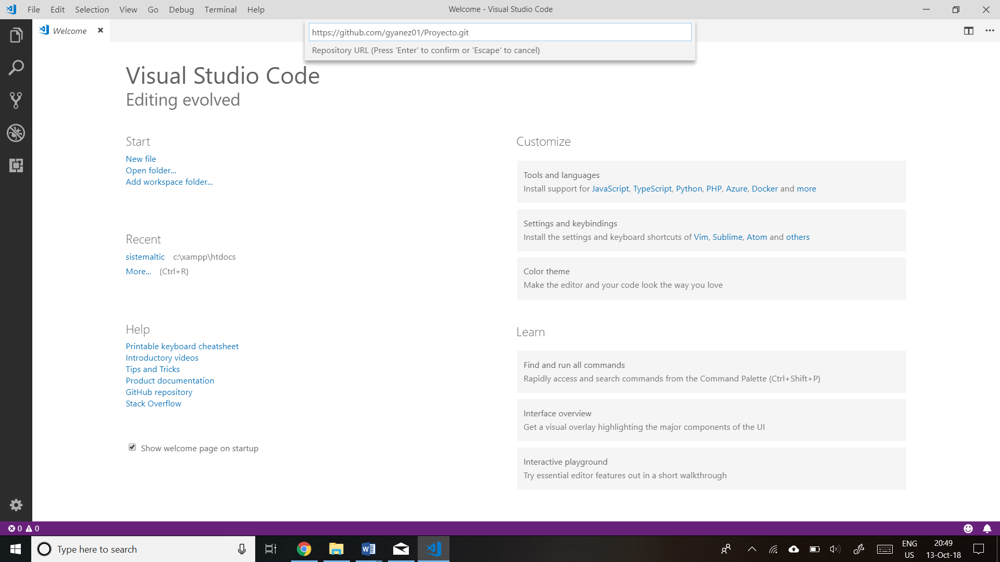 File Edit Selection View Go Debug Terminal Help
Welcome - Visual Studio Code
Welcome
https://github.com/gyanez01/Proyecto.git
Repository URL (Press 'Enter' to confirm or 'Escape' to cancel)
Visual Studio Code
Editing evolved
Start
New file
Open folder...
Add workspace folder...
Recent
sistemaltic c:\xampp\htdocs
More... (Ctrl+R)
Help
Printable keyboard cheatsheet
Introductory videos
Tips and Tricks
Product documentation
GitHub repository
Stack Overflow
Show welcome page on startup
Customize
Tools and languages
Install support for JavaScript, TypeScript, Python, PHP, Azure, Docker and more
Settings and keybindings
Install the settings and keyboard shortcuts of Vim, Sublime, Atom and others
Color theme
Make the editor and your code look the way you love
Learn
Find and run all commands
Rapidly access and search commands from the Command Palette (Ctrl+Shift+P)
Interface overview
Get a visual overlay highlighting the major components of the UI
Interactive playground
Try essential editor features out in a short walkthrough
0 0
Type here to search
ENG
US
20:49
13-Oct-18